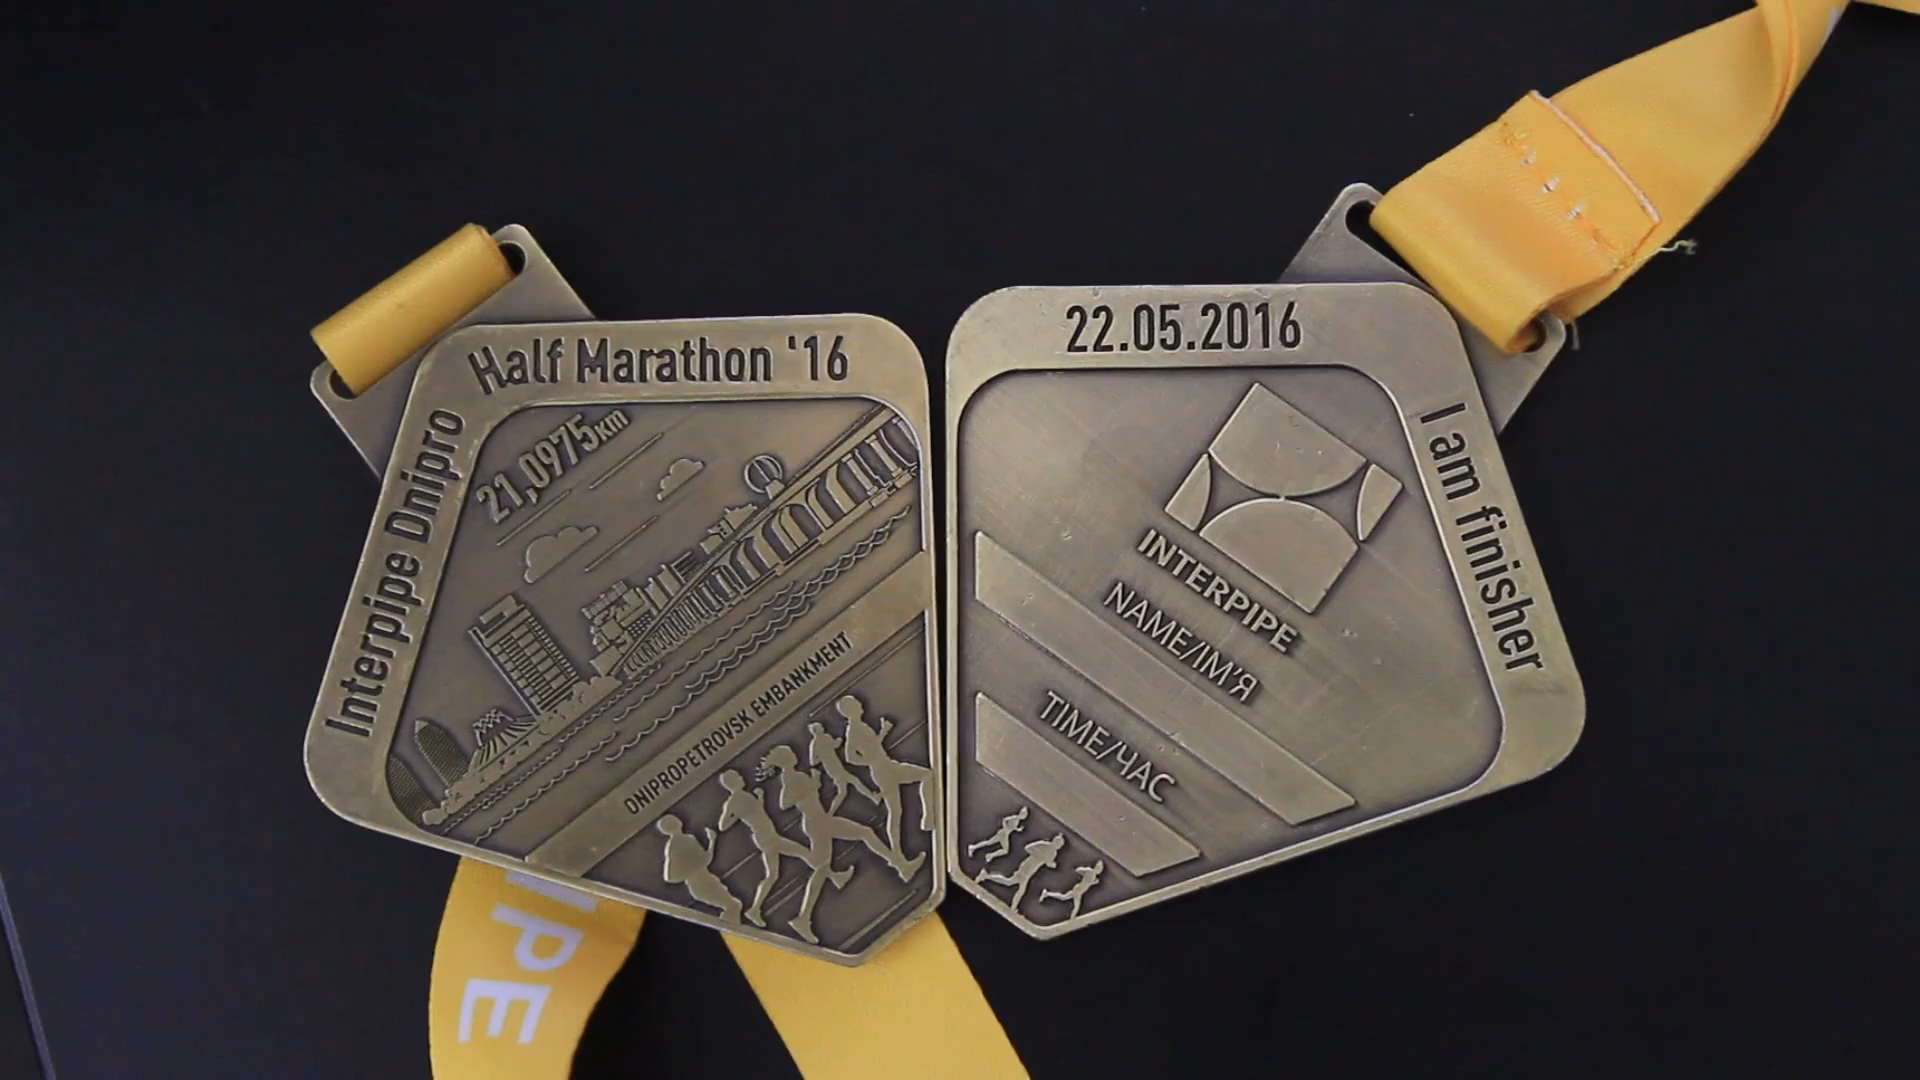 Interpipe Dnipro Half Marathon '16
21,0975km
DNIPROPETROVSK EMBANKMENT
22.05.2016
I am finisher
INTERPIPE
NAME/ІМ'Я
TIME/ЧАС
IPE